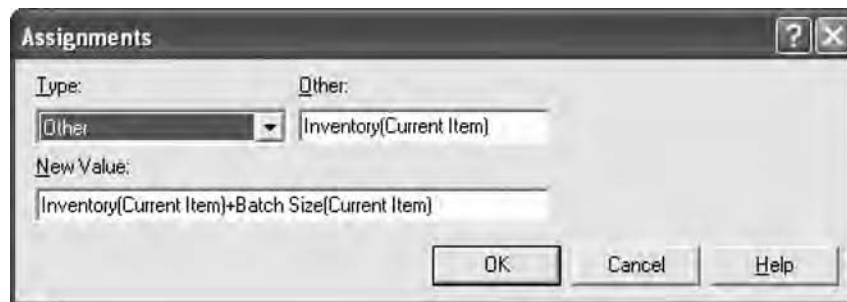 Assignments
Type:
Other:
Other
Inventory(Current Item)
New Value:
Inventory(Current Item)+Batch Size(Current Item)
OK
Cancel
Help